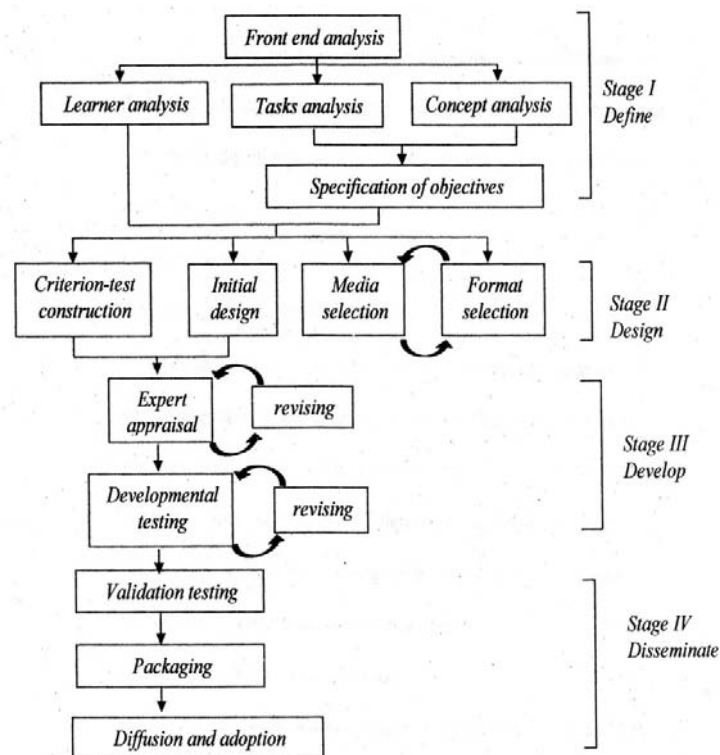 Front end analysis
Learner analysis
Tasks analysis
Concept analysis
Stage I
Define
Specification of objectives
Criterion-test
construction
Initial
design
Media
selection
Format
selection
Stage II
Design
Expert
appraisal
revising
Developmental
testing
revising
Stage III
Develop
Validation testing
Packaging
Diffusion and adoption
Stage IV
Disseminate